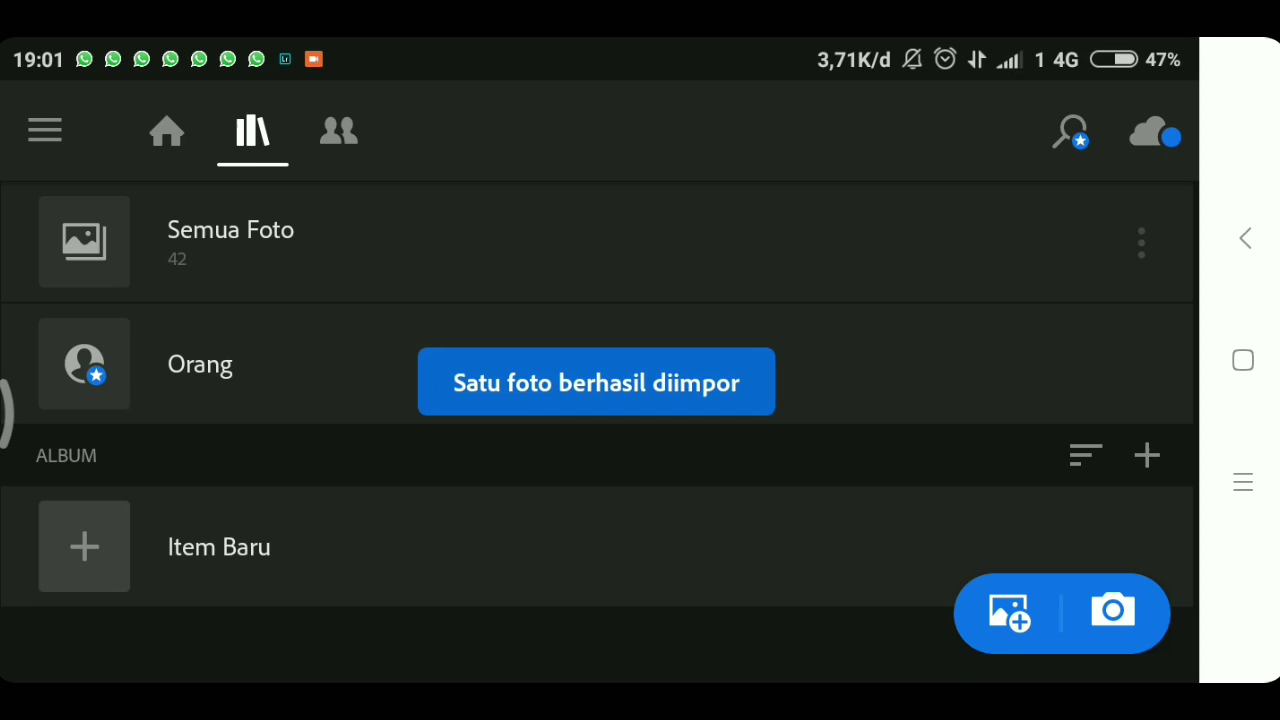 19:01 3,71K/d 1 4G 47%
Semua Foto
42
Orang
Satu foto berhasil diimpor
ALBUM
Item Baru